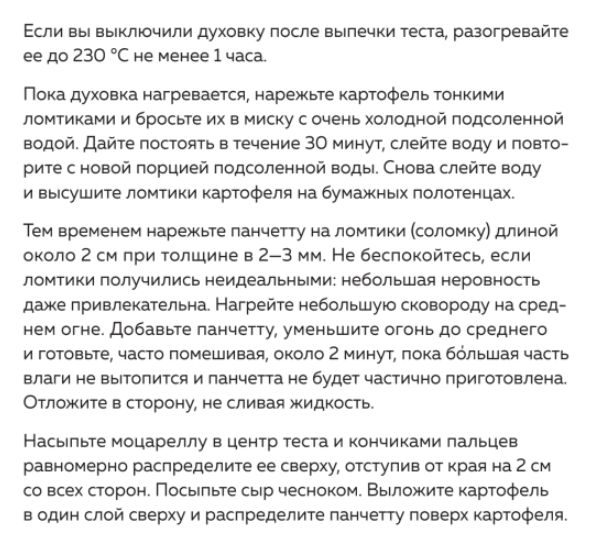 Если вы выключили духовку после выпечки теста, разогревайте
ее до 230 °C не менее 1 часа.
Пока духовка нагревается, нарежьте картофель тонкими
ломтиками и бросьте их в миску с очень холодной подсоленной
водой. Дайте постоять в течение 30 минут, слейте воду и повто-
рите с новой порцией подсоленной воды. Снова слейте воду
и высушите ломтики картофеля на бумажных полотенцах.
Тем временем нарежьте панчетту на ломтики (соломку) длиной
около 2 см при толщине в 2–3 мм. Не беспокойтесь, если
ломтики получились неидеальными: небольшая неровность
даже привлекательна. Нагрейте небольшую сковороду на сред-
нем огне. Добавьте панчетту, уменьшите огонь до среднего
и готовьте, часто помешивая, около 2 минут, пока бо́льшая часть
влаги не вытопится и панчетта не будет частично приготовлена.
Отложите в сторону, не сливая жидкость.
Насыпьте моцареллу в центр теста и кончиками пальцев
равномерно распределите ее сверху, отступив от края на 2 см
со всех сторон. Посыпьте сыр чесноком. Выложите картофель
в один слой сверху и распределите панчетту поверх картофеля.